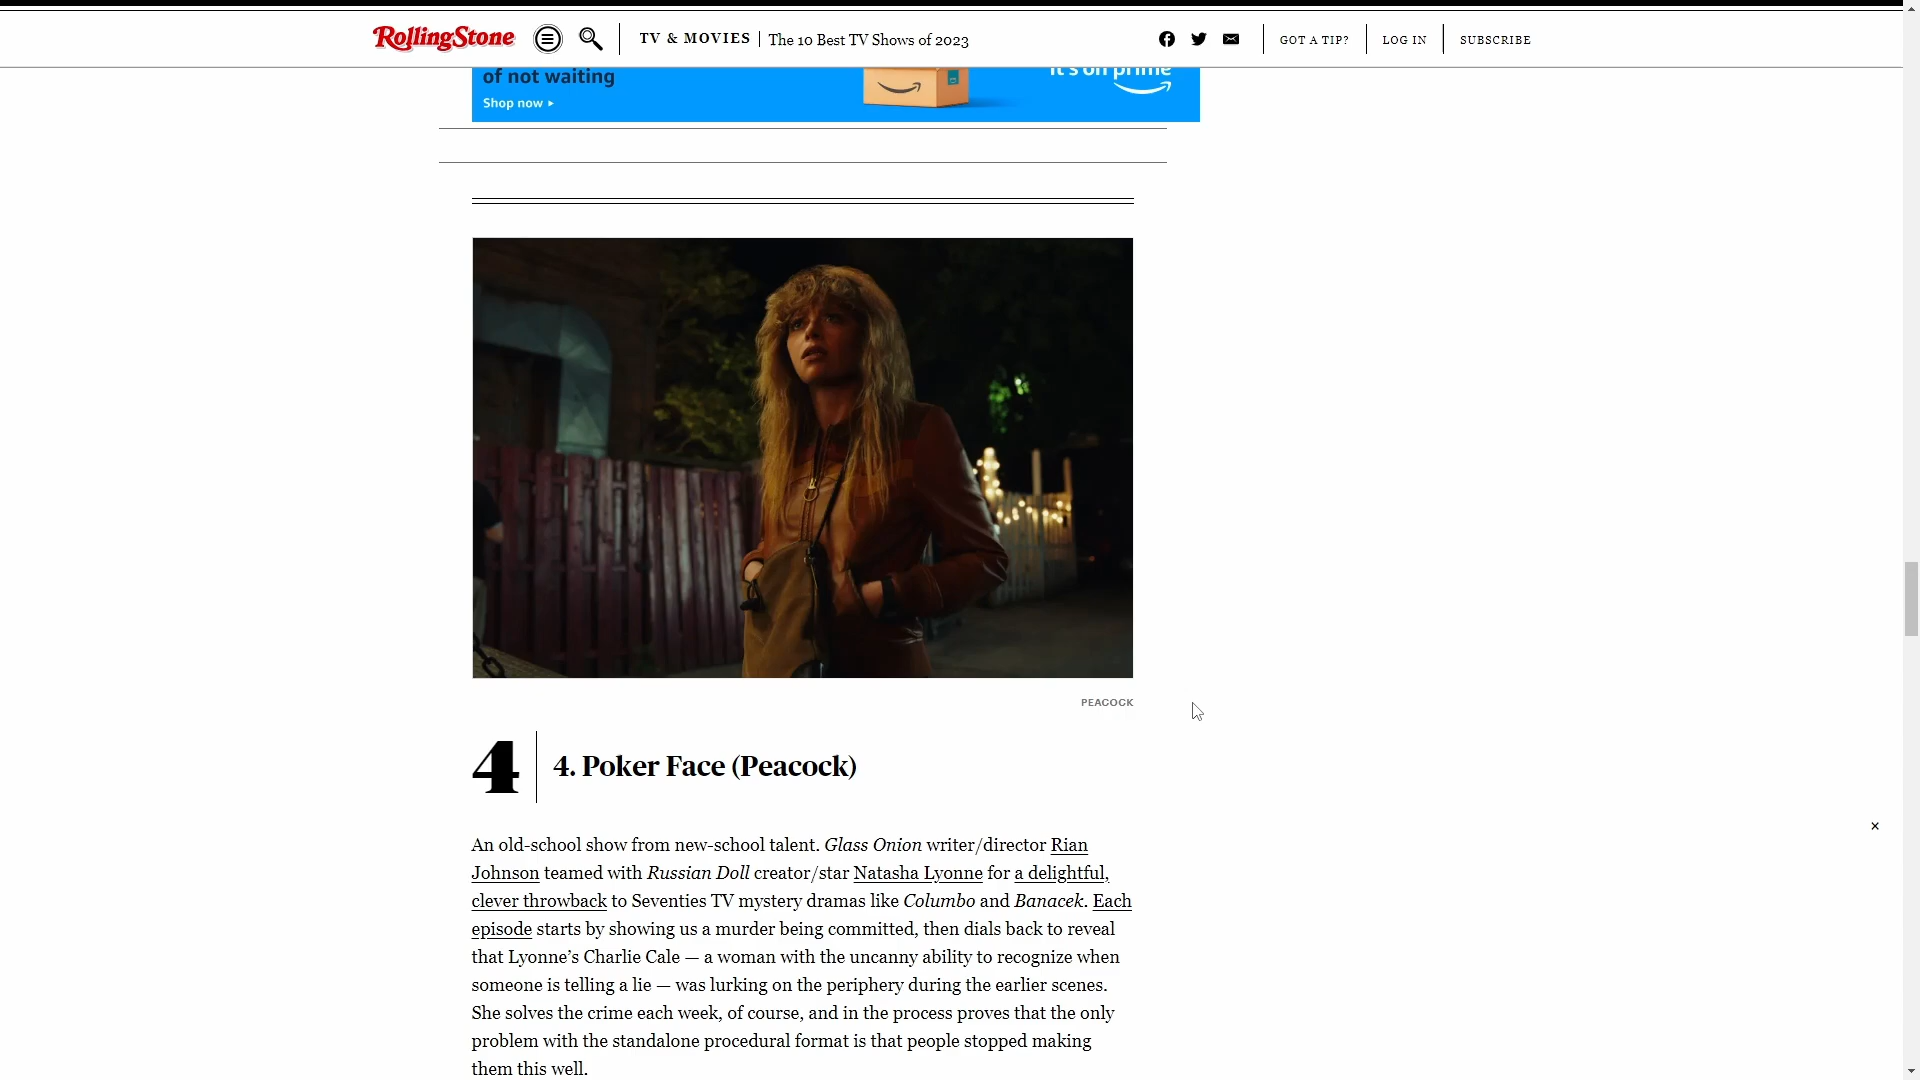 RollingStone
TV & MOVIES | The 10 Best TV Shows of 2023
GOT A TIP?
LOG IN
SUBSCRIBE
of not waiting
Shop now
it's on prime
PEACOCK
4
4. Poker Face (Peacock)
An old-school show from new-school talent. Glass Onion writer/director Rian
Johnson teamed with Russian Doll creator/star Natasha Lyonne for a delightful,
clever throwback to Seventies TV mystery dramas like Columbo and Banacek. Each
episode starts by showing us a murder being committed, then dials back to reveal
that Lyonne’s Charlie Cale — a woman with the uncanny ability to recognize when
someone is telling a lie — was lurking on the periphery during the earlier scenes.
She solves the crime each week, of course, and in the process proves that the only
problem with the standalone procedural format is that people stopped making
them this well.